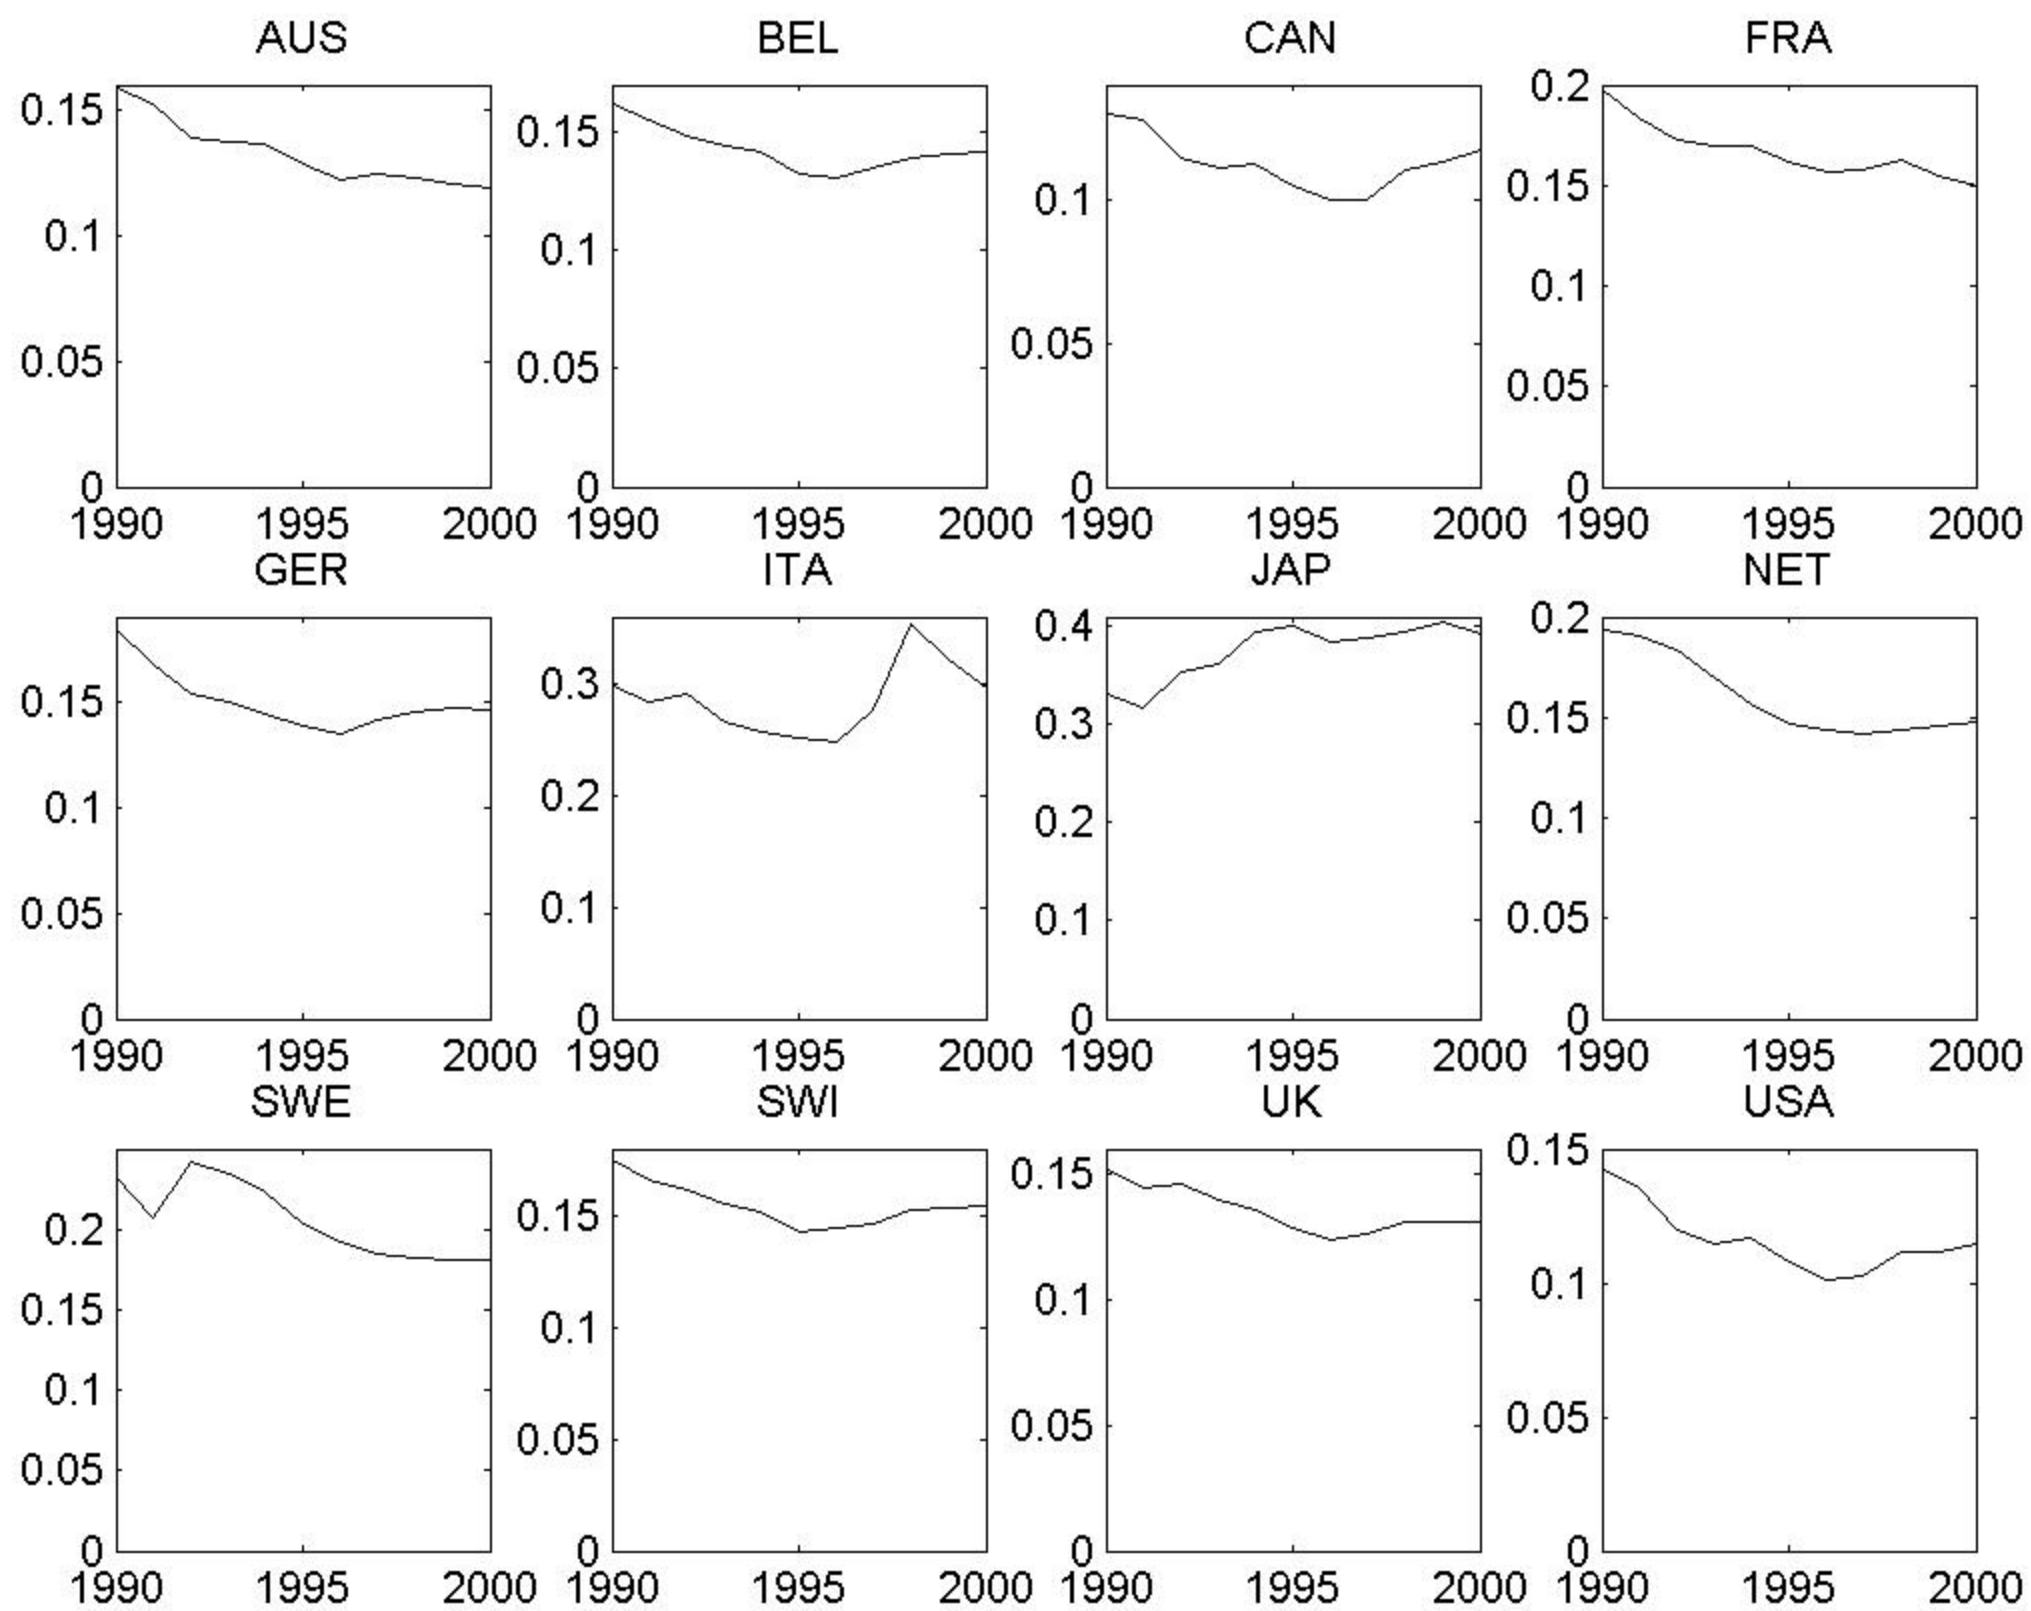 AUS BEL CAN FRA
0.15 0.15 0.1 0.2
0.1 0.1 0.05 0.15
0.05 0.05 0 0.1
0 0 0.05
0
1990 1995 2000 1990 1995 2000 1990 1995 2000 1990 1995 2000
GER ITA JAP NET
0.15 0.3 0.4 0.2
0.1 0.2 0.3 0.15
0.05 0.1 0.2 0.1
0 0 0.1 0.05
0 0
1990 1995 2000 1990 1995 2000 1990 1995 2000 1990 1995 2000
SWE SWI UK USA
0.2 0.15 0.15 0.15
0.15 0.1 0.1 0.1
0.1 0.05 0.05 0.05
0.05 0 0 0
0
1990 1995 2000 1990 1995 2000 1990 1995 2000 1990 1995 2000